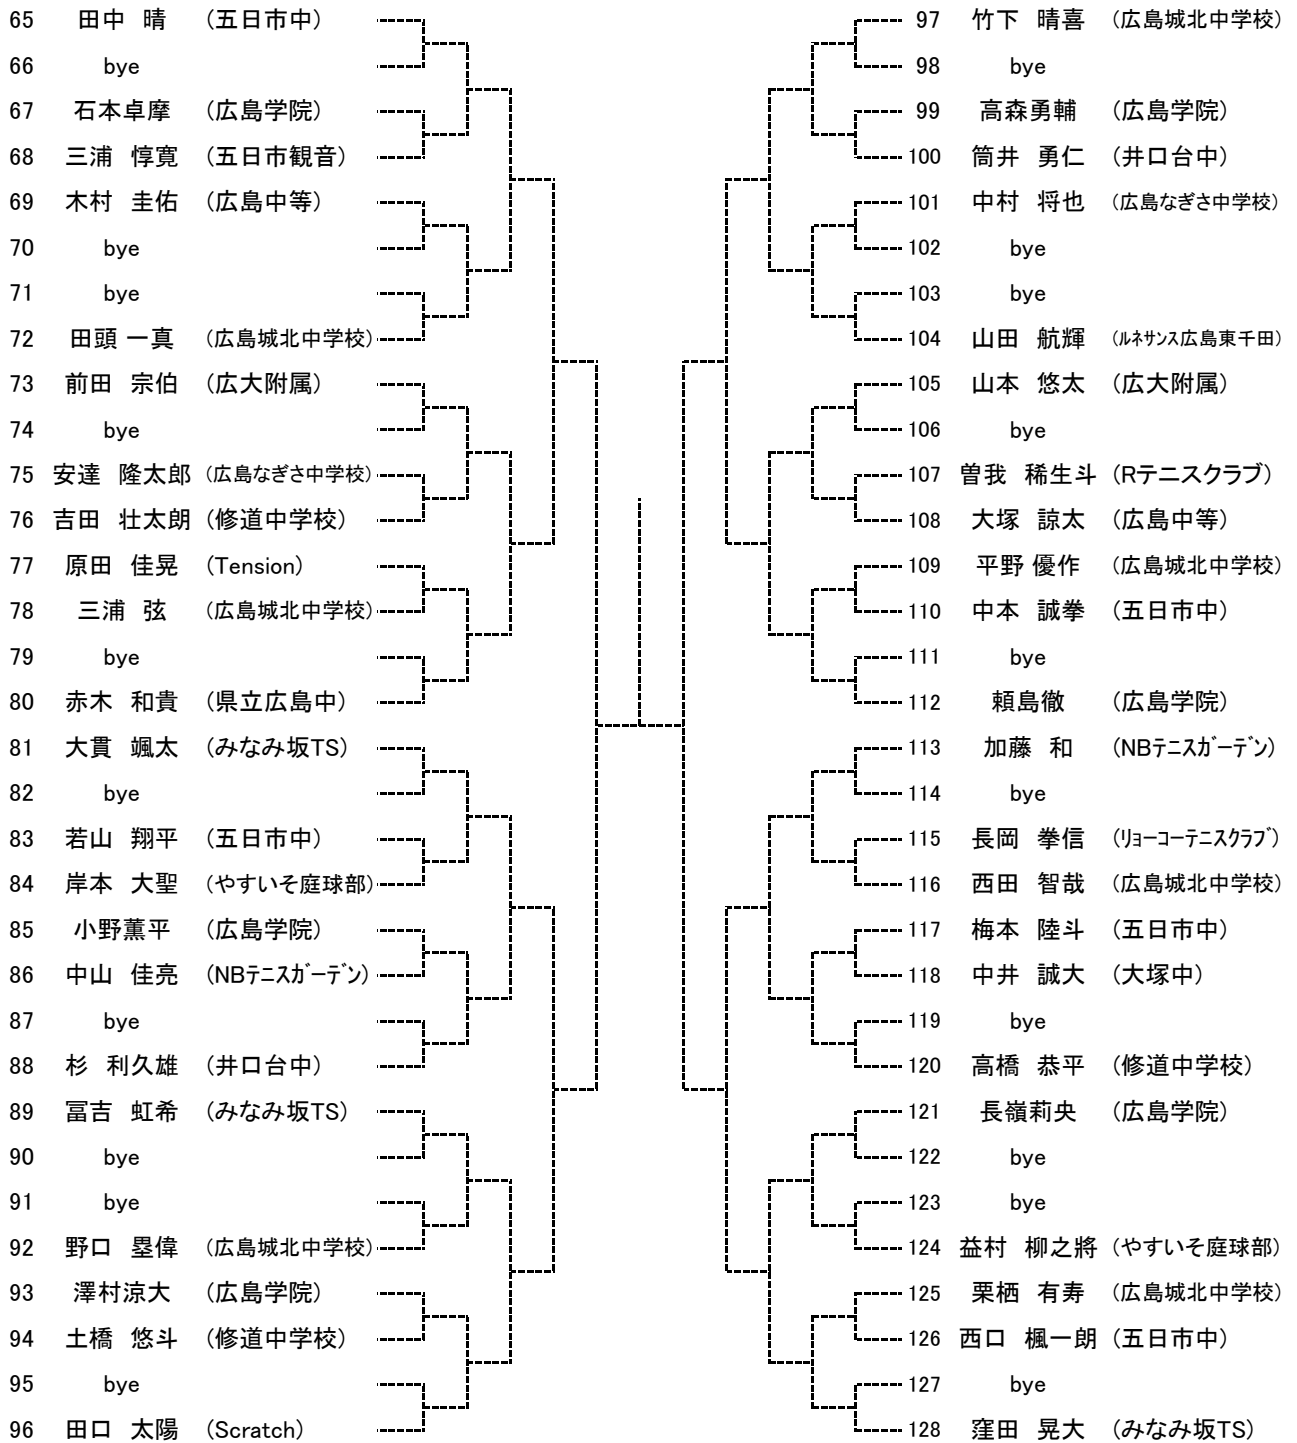 65 田中 晴 (五日市中)
66 bye
67 石本卓摩 (広島学院)
68 三浦 惇寛 (五日市観音)
69 木村 圭佑 (広島中等)
70 bye
71 bye
72 田頭 一真 (広島城北中学校)
73 前田 宗伯 (広大附属)
74 bye
75 安達 隆太郎 (広島なぎさ中学校)
76 吉田 壮太朗 (修道中学校)
77 原田 佳晃 (Tension)
78 三浦 弦 (広島城北中学校)
79 bye
80 赤木 和貴 (県立広島中)
81 大貫 颯太 (みなみ坂TS)
82 bye
83 若山 翔平 (五日市中)
84 岸本 大聖 (やすいそ庭球部)
85 小野薫平 (広島学院)
86 中山 佳亮 (NBテニスガーデン)
87 bye
88 杉 利久雄 (井口台中)
89 冨吉 虹希 (みなみ坂TS)
90 bye
91 bye
92 野口 塁偉 (広島城北中学校)
93 澤村涼大 (広島学院)
94 土橋 悠斗 (修道中学校)
95 bye
96 田口 太陽 (Scratch)
97 竹下 晴喜 (広島城北中学校)
98 bye
99 高森勇輔 (広島学院)
100 筒井 勇仁 (井口台中)
101 中村 将也 (広島なぎさ中学校)
102 bye
103 bye
104 山田 航輝 (ルネサンス広島東千田)
105 山本 悠太 (広大附属)
106 bye
107 曽我 稀生斗 (Rテニスクラブ)
108 大塚 諒太 (広島中等)
109 平野 優作 (広島城北中学校)
110 中本 誠拳 (五日市中)
111 bye
112 頼島徹 (広島学院)
113 加藤 和 (NBテニスガーデン)
114 bye
115 長岡 拳信 (リョーコーテニスクラブ)
116 西田 智哉 (広島城北中学校)
117 梅本 陸斗 (五日市中)
118 中井 誠大 (大塚中)
119 bye
120 高橋 恭平 (修道中学校)
121 長嶺莉央 (広島学院)
122 bye
123 bye
124 益村 柳之將 (やすいそ庭球部)
125 栗栖 有寿 (広島城北中学校)
126 西口 楓一朗 (五日市中)
127 bye
128 窪田 晃大 (みなみ坂TS)